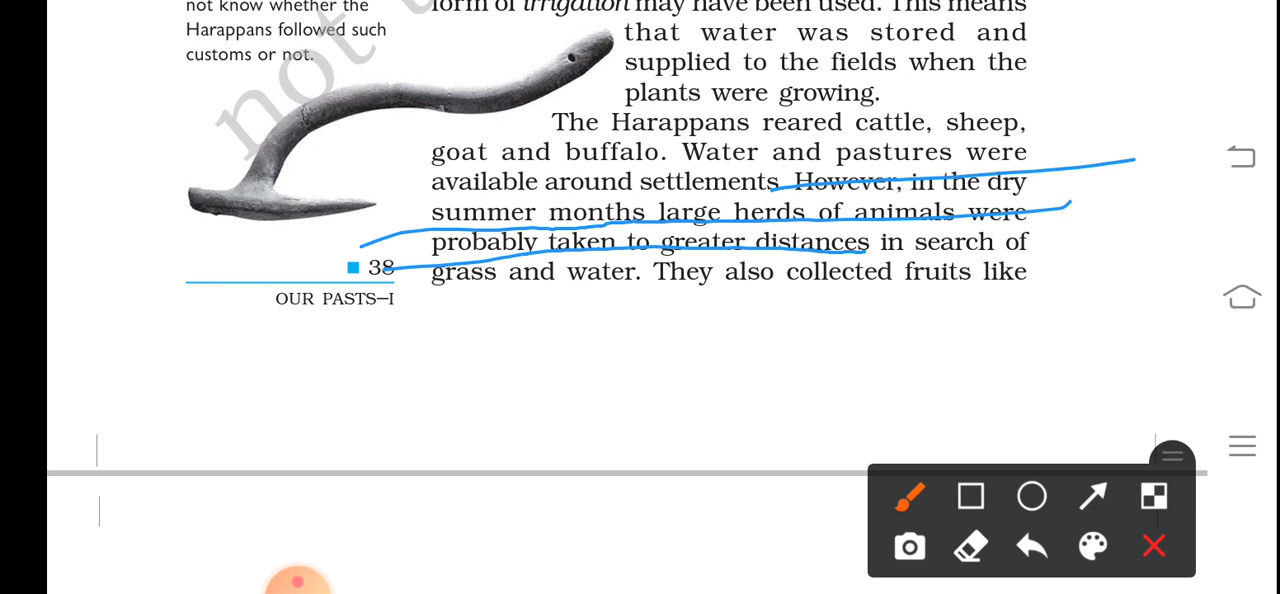 not know whether the
Harappans followed such
customs or not.
form of irrigation may have been used. This means
that water was stored and
supplied to the fields when the
plants were growing.
The Harappans reared cattle, sheep,
goat and buffalo. Water and pastures were
available around settlements. However, in the dry
summer months large herds of animals were
probably taken to greater distances in search of
grass and water. They also collected fruits like
38
OUR PASTS—I
not